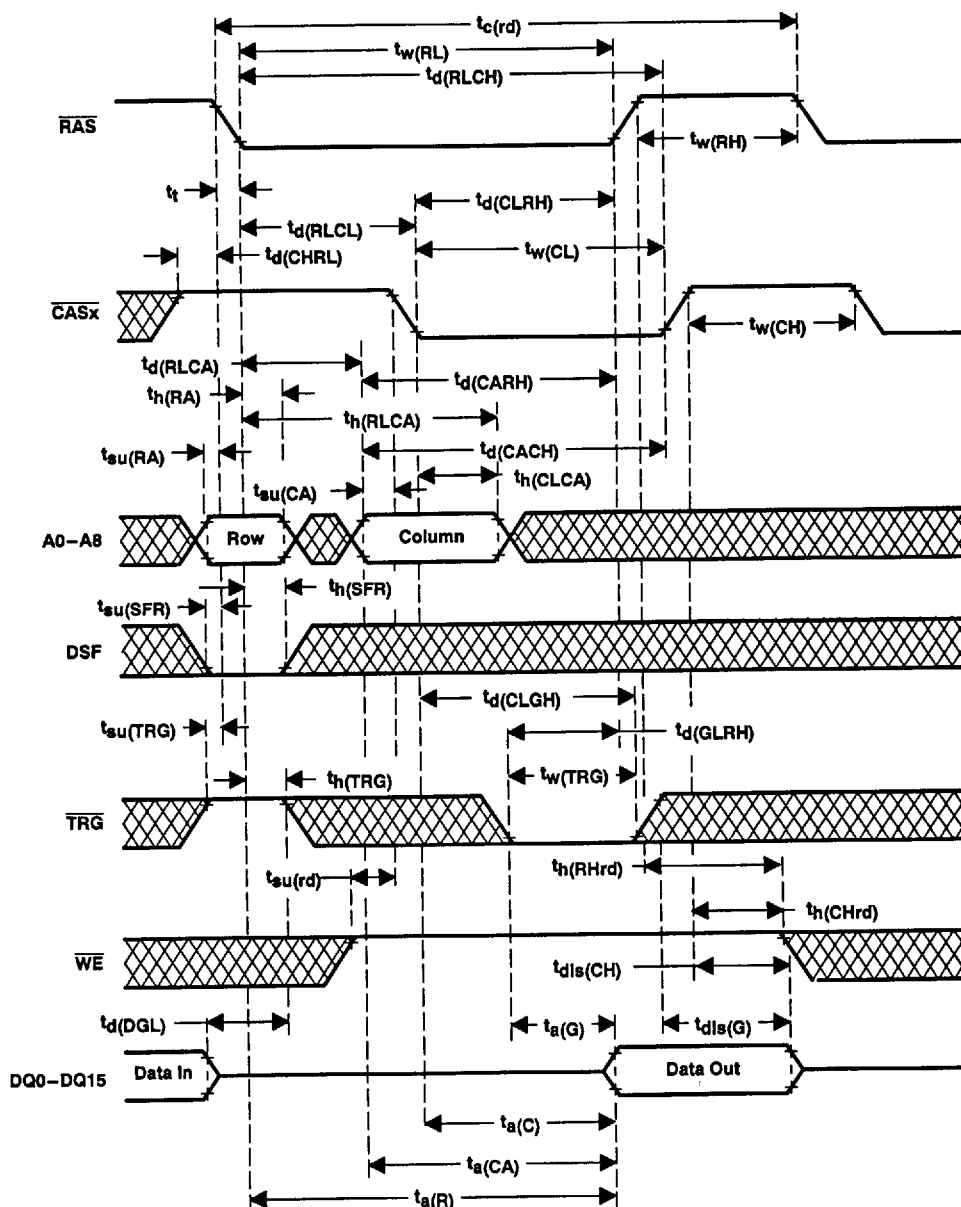 tc(rd)
tw(RL)
td(RLCH)
RAS
tw(RH)
tt
td(CLRH)
td(RLCL)
tw(CL)
td(CHRL)
CASx
tw(CH)
td(RLCA)
td(CARH)
th(RA)
th(RLCA)
tsu(RA)
td(CACH)
tsu(CA)
th(CLCA)
A0–A8
Row
Column
th(SFR)
tsu(SFR)
DSF
td(CLGH)
tsu(TRG)
td(GLRH)
th(TRG)
tw(TRG)
TRG
tsu(rd)
th(RHrd)
th(CHrd)
WE
tdis(CH)
td(DGL)
ta(G)
tdis(G)
DQ0–DQ15
Data In
Data Out
ta(C)
ta(CA)
ta(R)